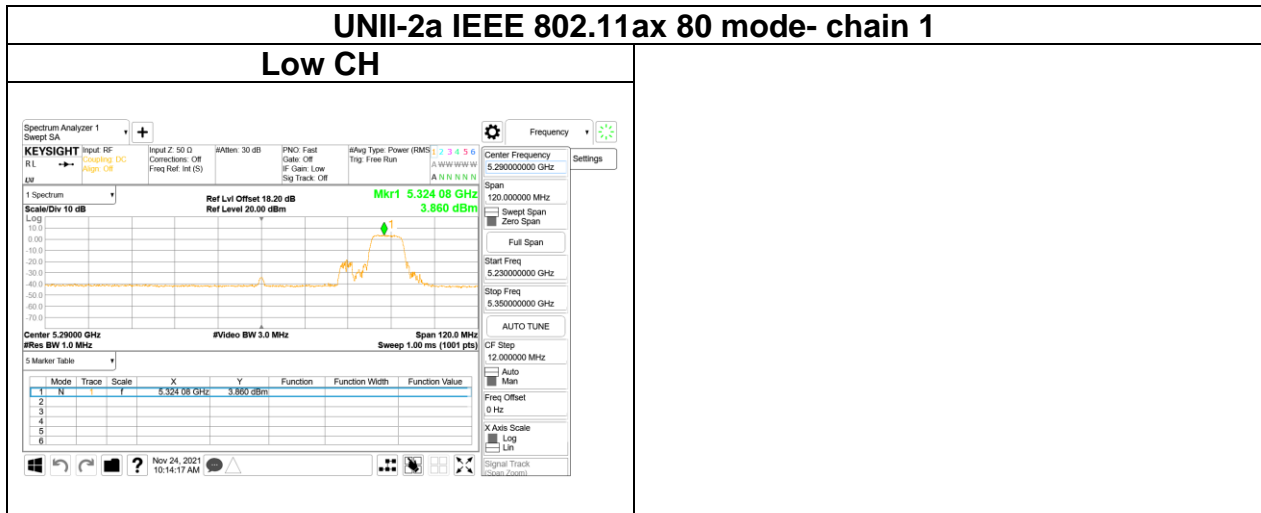 UNII-2a IEEE 802.11ax 80 mode- chain 1
Low CH
Spectrum Analyzer 1
Swept SA
+
Frequency
Settings
KEYSIGHT
RL
Input: RF
Coupling: DC
Align: Off
Input Z: 50 Ω
Corrections: Off
Freq Ref: Int (S)
#Atten: 30 dB
PNO: Fast
Gate: Off
IF Gain: Low
Sig Track: Off
#Avg Type: Power (RMS
Trig: Free Run
1 2 3 4 5 6
A W W W W W
A N N N N N
1 Spectrum
Scale/Div 10 dB
Ref Lvl Offset 18.20 dB
Ref Level 20.00 dBm
Mkr1 5.324 08 GHz
3.860 dBm
Log
10.0
0.00
-10.0
-20.0
-30.0
-40.0
-50.0
-60.0
-70.0
1
Center 5.29000 GHz
#Video BW 3.0 MHz
Span 120.0 MHz
#Res BW 1.0 MHz
Sweep 1.00 ms (1001 pts)
5 Marker Table
Mode Trace Scale X Y Function Function Width Function Value
1 N 1 f 5.324 08 GHz 3.860 dBm
2
3
4
5
6
Center Frequency
5.290000000 GHz
Span
120.000000 MHz
Swept Span
Zero Span
Full Span
Start Freq
5.230000000 GHz
Stop Freq
5.350000000 GHz
AUTO TUNE
CF Step
12.000000 MHz
Auto
Man
Freq Offset
0 Hz
X Axis Scale
Log
Lin
Signal Track
(Span Zoom)
?
Nov 24, 2021
10:14:17 AM